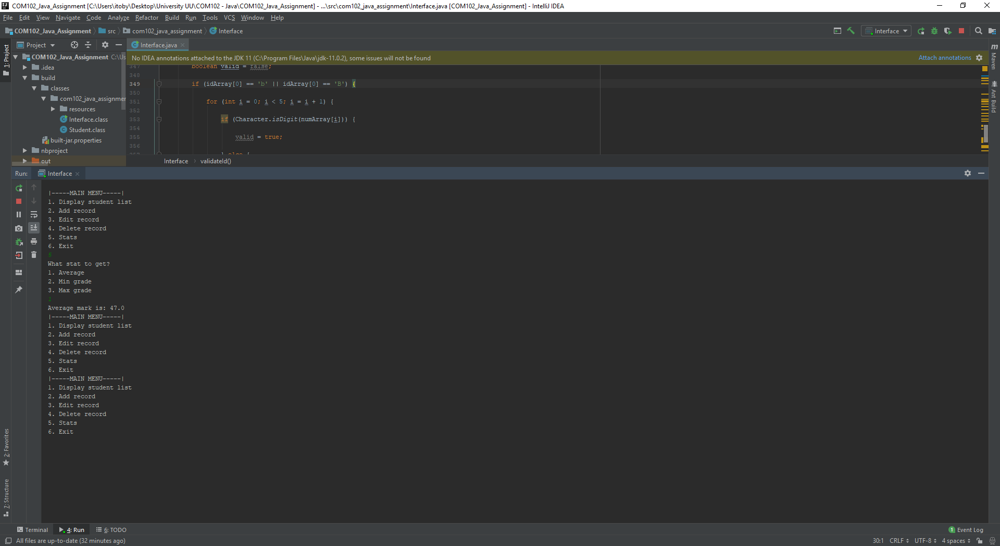 COM102_Java_Assignment [C:\Users\itoby\Desktop\University UU\COM102 - Java\COM102_Java_Assignment] - ...\src\com102_java_assignment\Interface.java [COM102_Java_Assignment] - IntelliJ IDEA
File Edit View Navigate Code Analyze Refactor Build Run Tools VCS Window Help
COM102_Java_Assignment src com102_java_assignment Interface
Interface
1: Project
Project
COM102_Java_Assignment C:\Us
.idea
build
classes
com102_java_assignmer
resources
Interface.class
Student.class
built-jar.properties
nbproject
out
Interface.java
No IDEA annotations attached to the JDK 11 (C:\Program Files\Java\jdk-11.0.2), some issues will not be found
Attach annotations
347 boolean valid = false;
348
349 if (idArray[0] == 'b' || idArray[0] == 'B') {
350
351 for (int i = 0; i < 5; i = i + 1) {
352
353 if (Character.isDigit(numArray[i])) {
354
355 valid = true;
356
357 } else {
Interface validateId()
Maven
Ant Build
Run: Interface
|-----MAIN MENU-----|
1. Display student list
2. Add record
3. Edit record
4. Delete record
5. Stats
6. Exit
5
What stat to get?
1. Average
2. Min grade
3. Max grade
1
Average mark is: 47.0
|-----MAIN MENU-----|
1. Display student list
2. Add record
3. Edit record
4. Delete record
5. Stats
6. Exit
|-----MAIN MENU-----|
1. Display student list
2. Add record
3. Edit record
4. Delete record
5. Stats
6. Exit
2: Favorites
7: Structure
Terminal 4: Run 6: TODO
1 Event Log
All files are up-to-date (32 minutes ago)
30:1 CRLF UTF-8 4 spaces